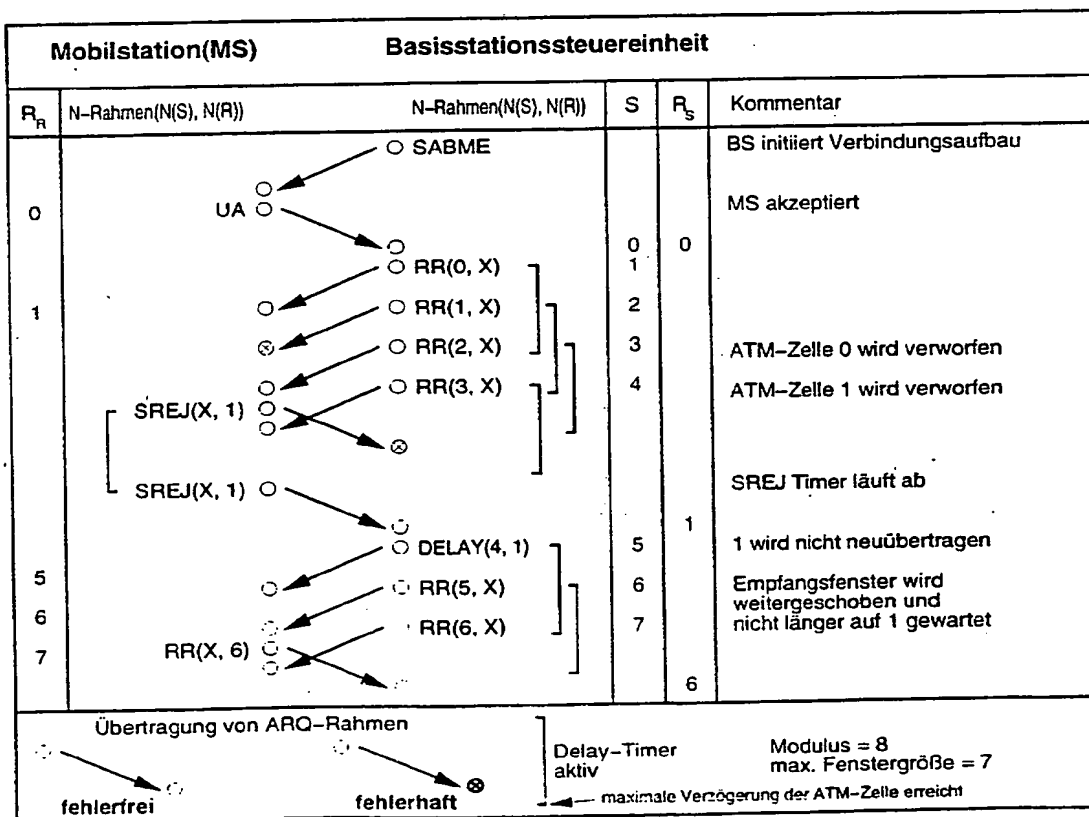 Mobilstation(MS) Basisstationssteuereinheit
R_R N–Rahmen(N(S), N(R)) N–Rahmen(N(S), N(R)) S R_S Kommentar
SABME BS initiiert Verbindungsaufbau
0 UA MS akzeptiert
0 0
RR(0, X) 1
1 RR(1, X) 2
RR(2, X) 3 ATM–Zelle 0 wird verworfen
RR(3, X) 4 ATM–Zelle 1 wird verworfen
SREJ(X, 1)
SREJ(X, 1) SREJ Timer läuft ab
1
DELAY(4, 1) 5 1 wird nicht neuübertragen
5 RR(5, X) 6 Empfangsfenster wird
weitergeschoben und
6 RR(6, X) 7 nicht länger auf 1 gewartet
7 RR(X, 6)
6
Übertragung von ARQ–Rahmen
Delay–Timer Modulus = 8
aktiv max. Fenstergröße = 7
fehlerfrei fehlerhaft maximale Verzögerung der ATM–Zelle erreicht